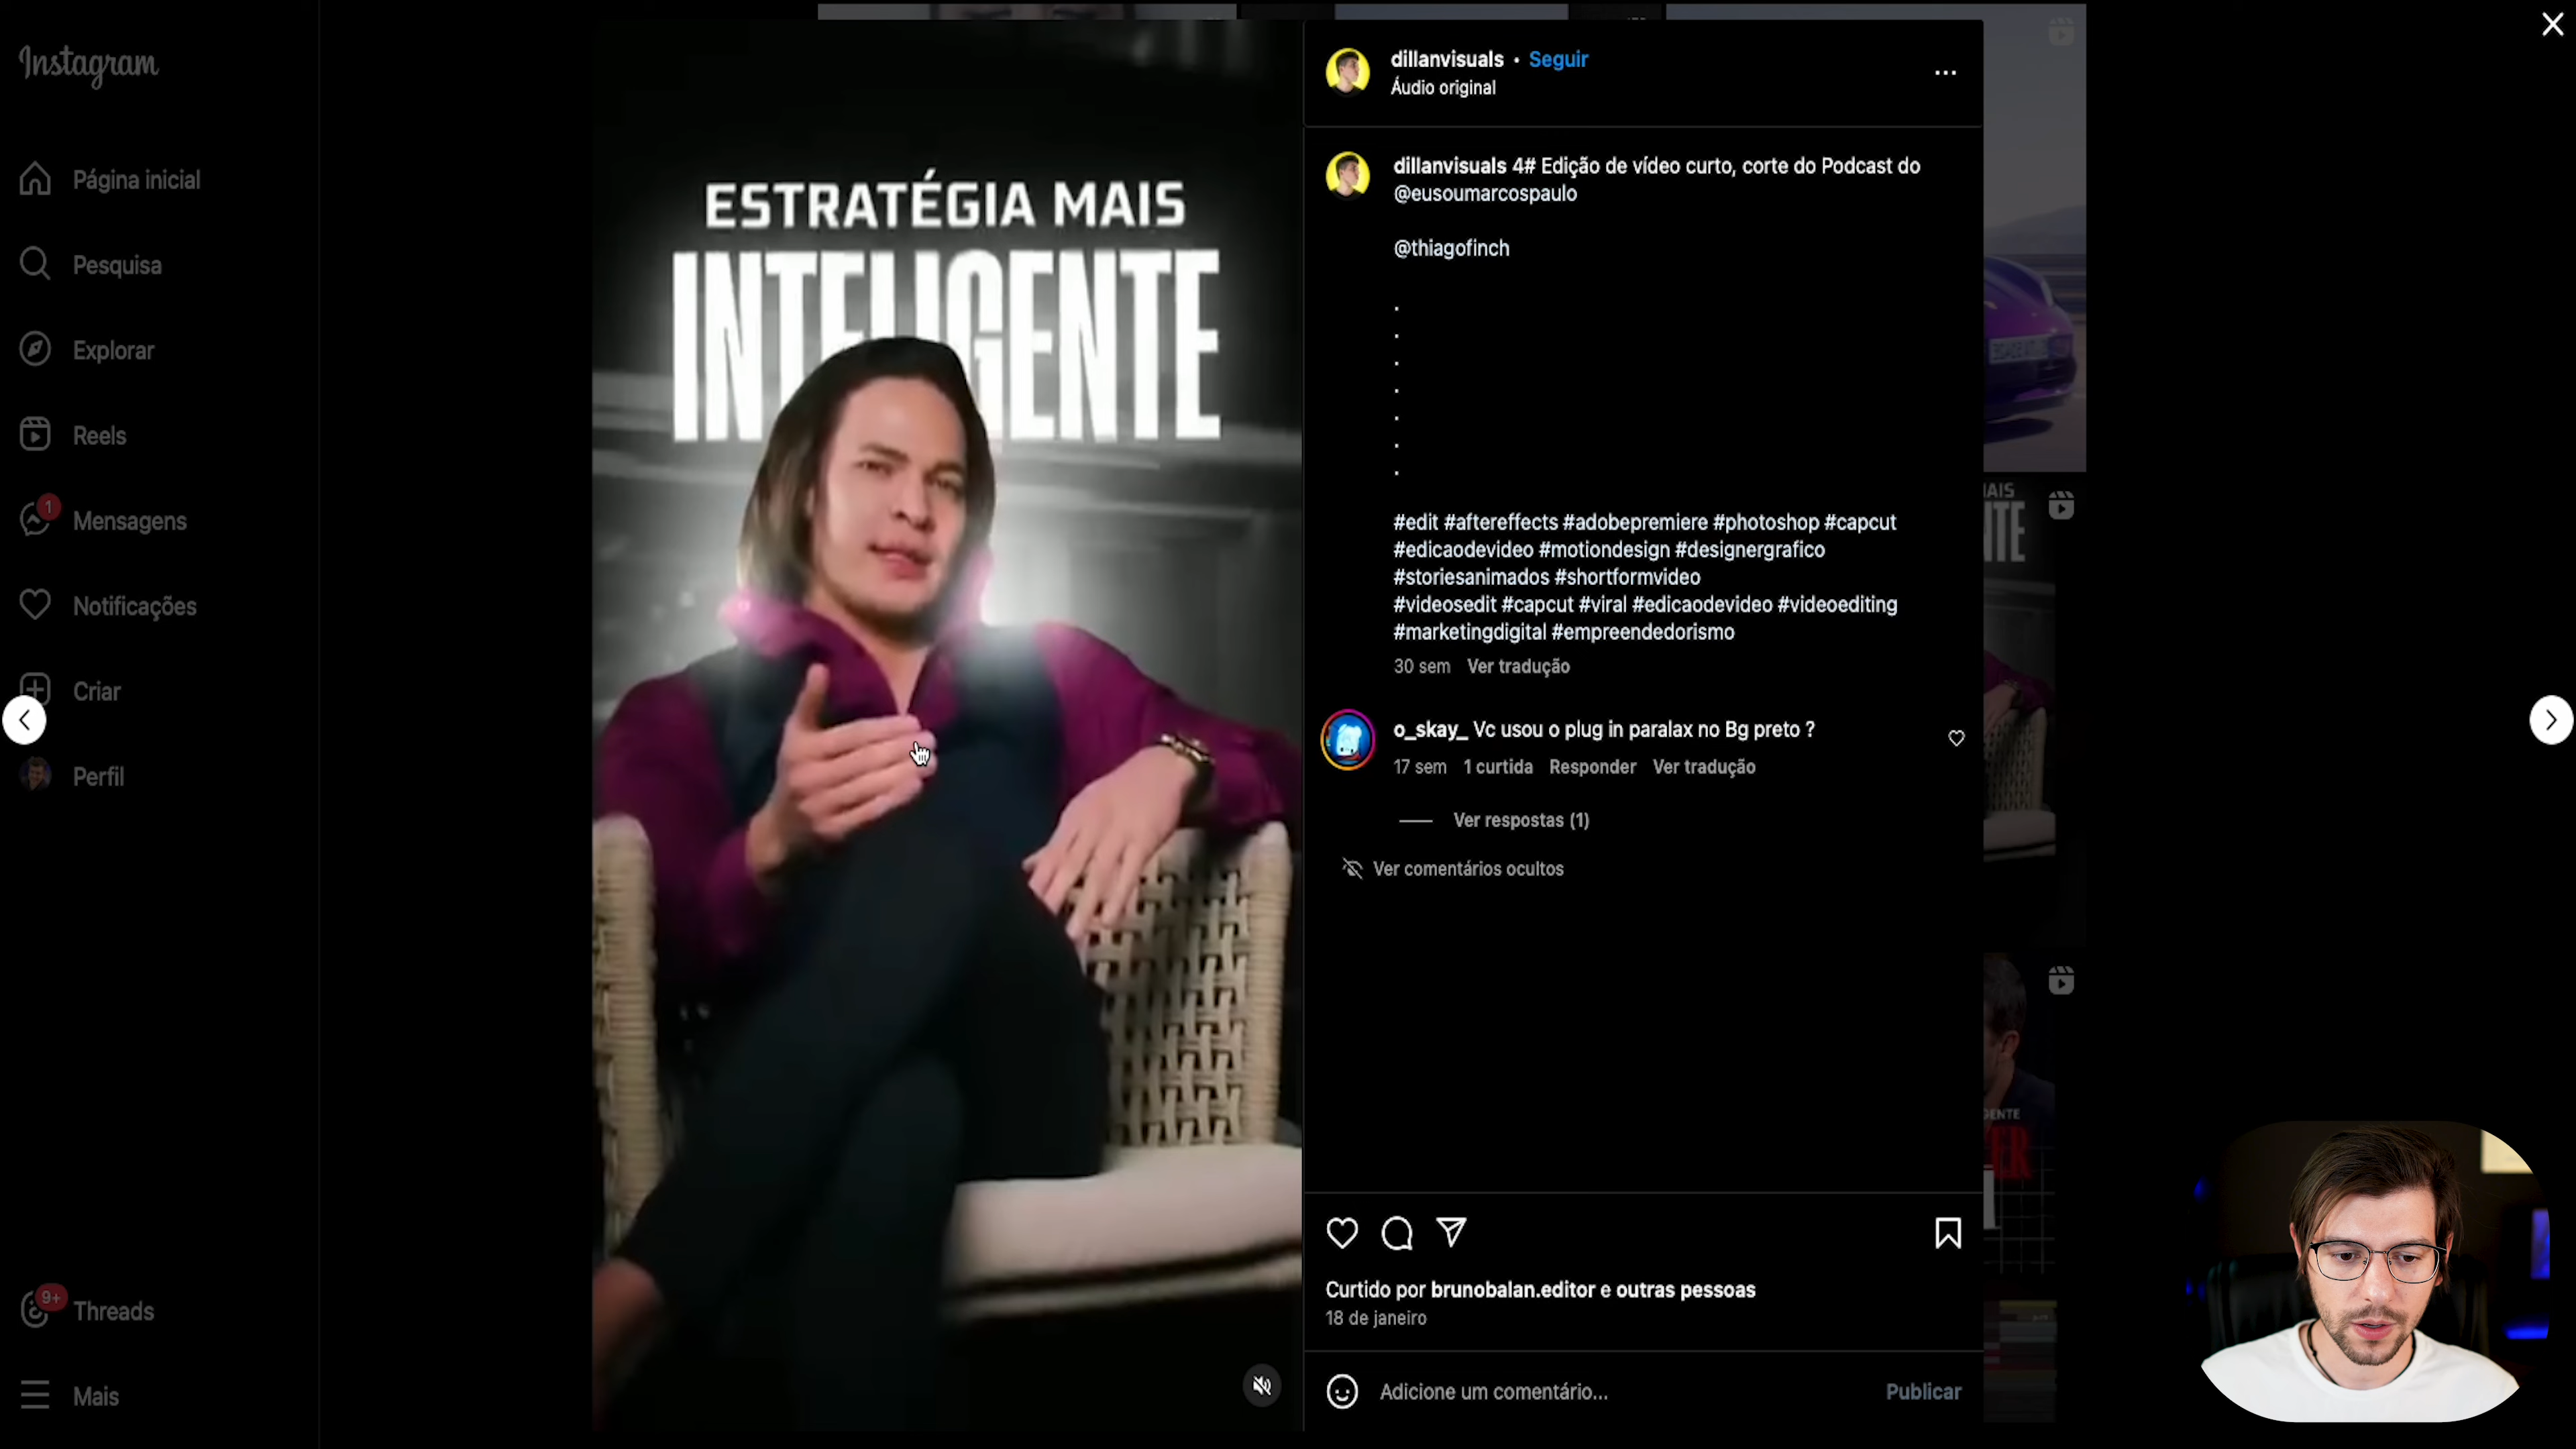 Instagram
Página inicial
Pesquisa
Explorar
Reels
1
Mensagens
Notificações
Criar
Perfil
9+
Threads
Mais
ESTRATÉGIA MAIS
INTELIGENTE
dillanvisuals • Seguir
Áudio original
dillanvisuals 4# Edição de vídeo curto, corte do Podcast do
@eusoumarcospaulo
@thiagofinch
.
.
.
.
.
.
.
#edit #aftereffects #adobepremiere #photoshop #capcut
#edicaodevideo #motiondesign #designergrafico
#storiesanimados #shortformvideo
#videosedit #capcut #viral #edicaodevideo #videoediting
#marketingdigital #empreendedorismo
30 sem Ver tradução
o_skay_ Vc usou o plug in paralax no Bg preto ?
17 sem 1 curtida Responder Ver tradução
Ver respostas (1)
Ver comentários ocultos
Curtido por brunobalan.editor e outras pessoas
18 de janeiro
Adicione um comentário...
Publicar